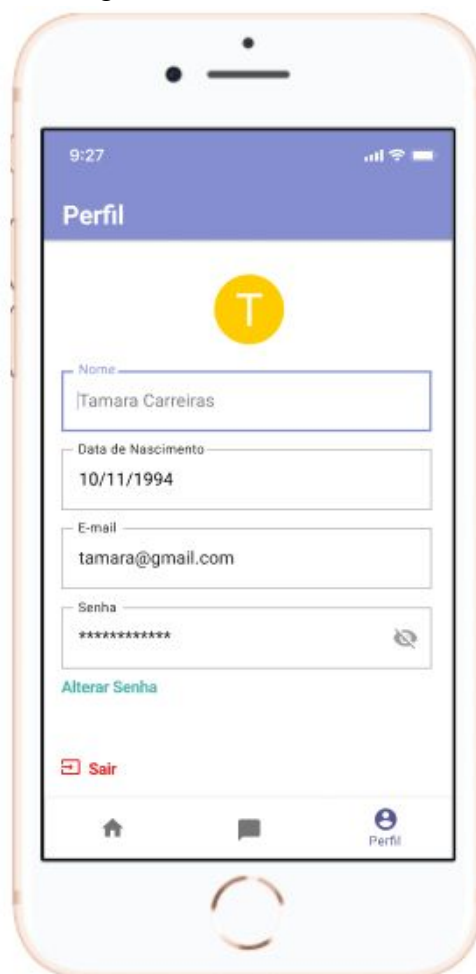 9:27
Perfil
T
Nome
Tamara Carreiras
Data de Nascimento
10/11/1994
E-mail
tamara@gmail.com
Senha
************
Alterar Senha
Sair
Perfil